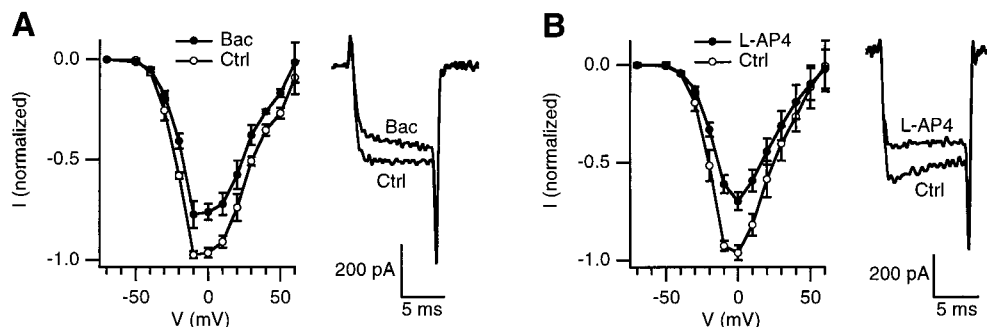 A
Bac
Ctrl
0.0
-0.5
-1.0
I (normalized)
-50
0
50
V (mV)
Bac
Ctrl
200 pA
5 ms
B
L-AP4
Ctrl
0.0
-0.5
-1.0
I (normalized)
-50
0
50
V (mV)
L-AP4
Ctrl
200 pA
5 ms